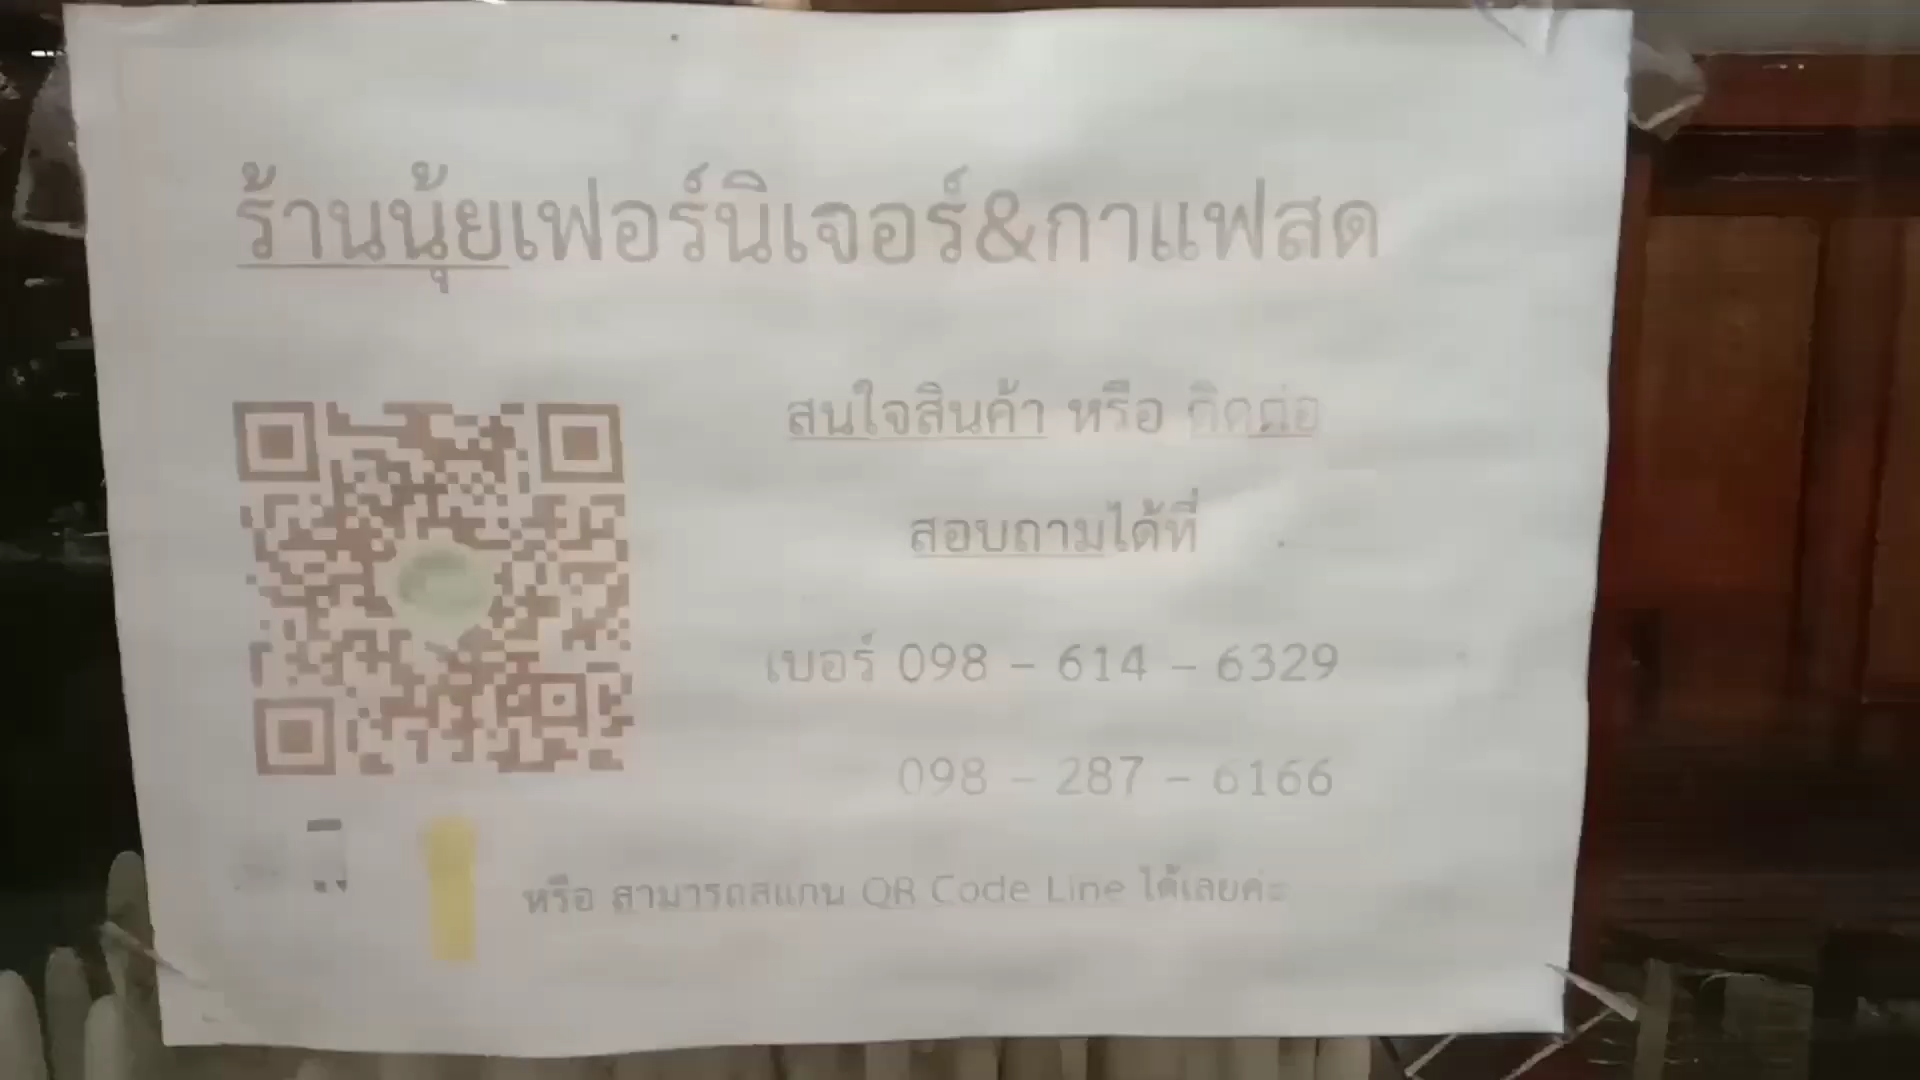 ร้านนุ้ยเฟอร์นิเจอร์&กาแฟสด
สนใจสินค้า หรือ ติดต่อ
สอบถามได้ที่
เบอร์ 098 – 614 – 6329
098 – 287 – 6166
หรือ สามารถสแกน QR Code Line ได้เลยค่ะ